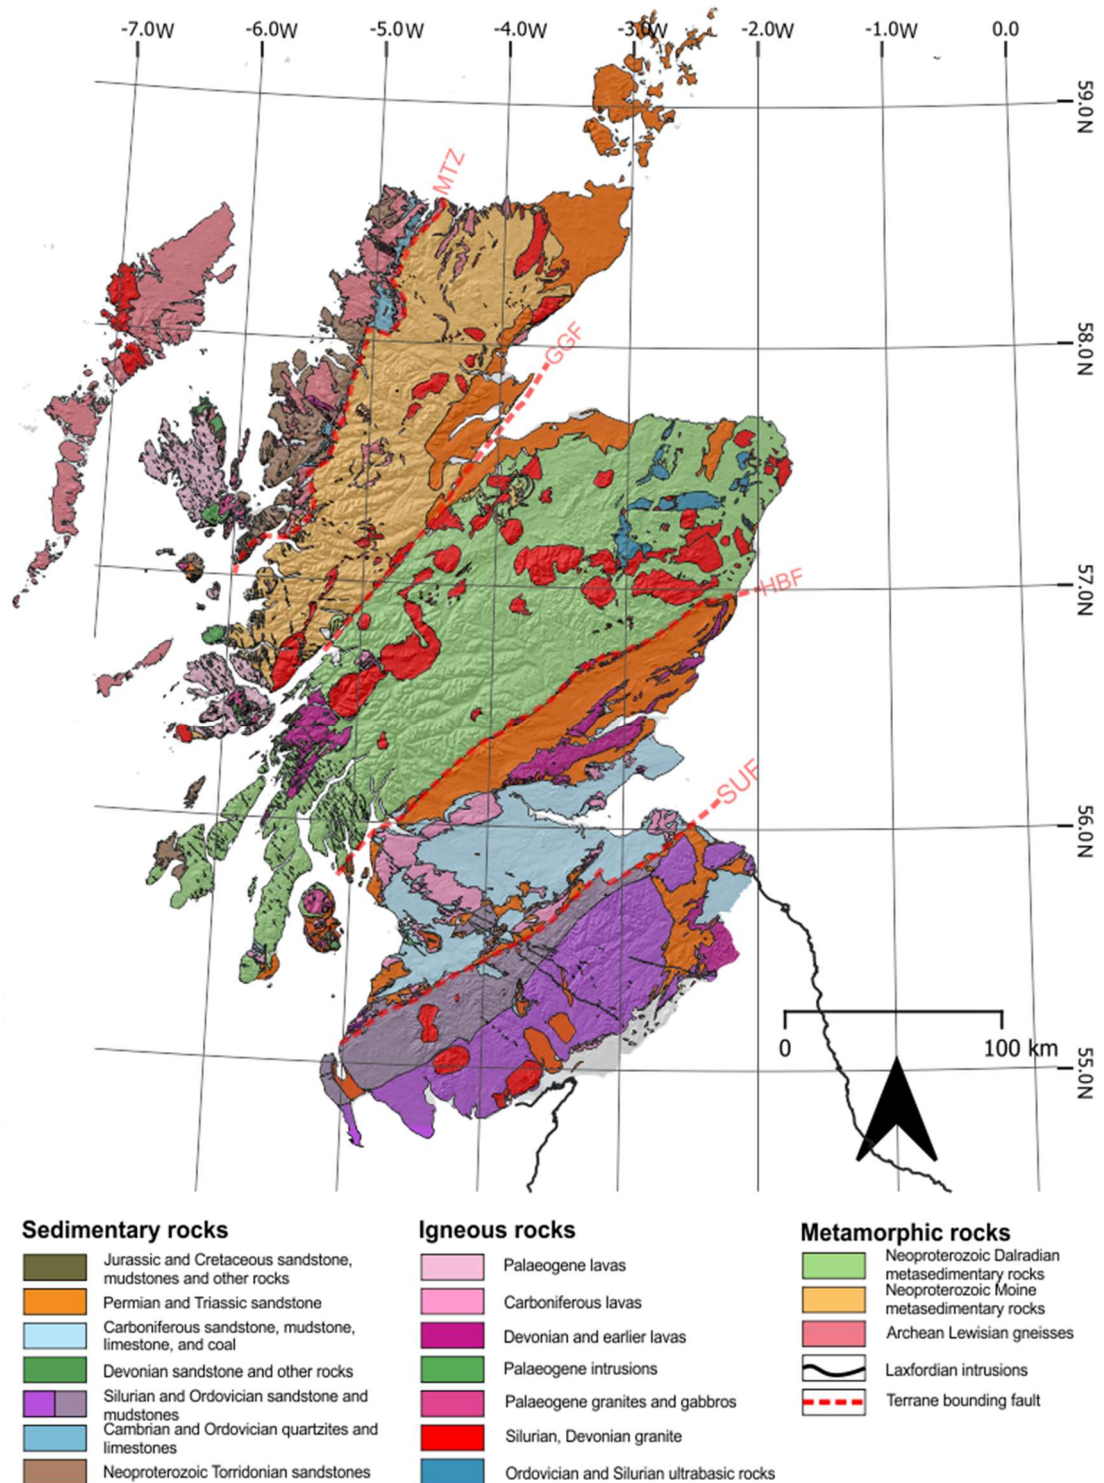 -7.0W -6.0W -5.0W -4.0W -3.0W -2.0W -1.0W 0.0
59.0N
MTZ
58.0N
GGF
57.0N
HBF
SUF
56.0N
0 100 km
55.0N
Sedimentary rocks
Jurassic and Cretaceous sandstone,
mudstones and other rocks
Permian and Triassic sandstone
Carboniferous sandstone, mudstone,
limestone, and coal
Devonian sandstone and other rocks
Silurian and Ordovician sandstone and
mudstones
Cambrian and Ordovician quartzites and
limestones
Neoproterozoic Torridonian sandstones
Igneous rocks
Palaeogene lavas
Carboniferous lavas
Devonian and earlier lavas
Palaeogene intrusions
Palaeogene granites and gabbros
Silurian, Devonian granite
Ordovician and Silurian ultrabasic rocks
Metamorphic rocks
Neoproterozoic Dalradian
metasedimentary rocks
Neoproterozoic Moine
metasedimentary rocks
Archean Lewisian gneisses
Laxfordian intrusions
Terrane bounding fault